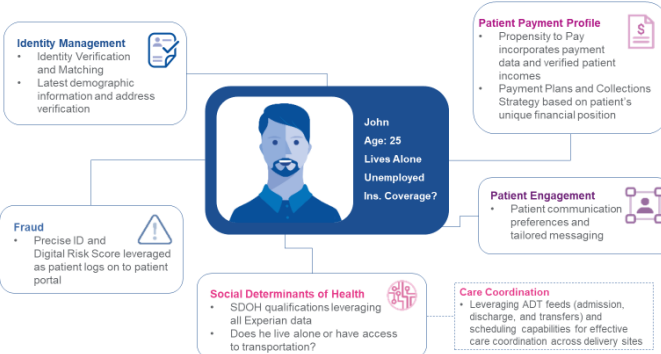 Identity Management
• Identity Verification
and Matching
• Latest demographic
information and address
verification
Patient Payment Profile
• Propensity to Pay
incorporates payment
data and verified patient
incomes
• Payment Plans and Collections
Strategy based on patient's
unique financial position
$
John
Age: 25
Lives Alone
Unemployed
Ins. Coverage?
Fraud
• Precise ID and
Digital Risk Score leveraged
as patient logs on to patient
portal
Patient Engagement
• Patient communication
preferences and
tailored messaging
Social Determinants of Health
• SDOH qualifications leveraging
all Experian data
• Does he live alone or have access
to transportation?
Care Coordination
• Leveraging ADT feeds (admission,
discharge, and transfers) and
scheduling capabilities for effective
care coordination across delivery sites